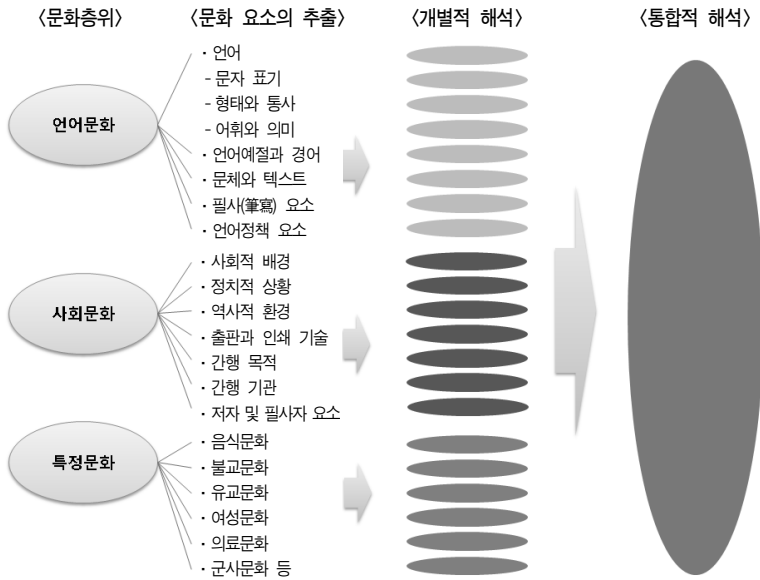 〈문화층위〉 〈문화 요소의 추출〉 〈개별적 해석〉 〈통합적 해석〉
언어문화
· 언어
- 문자 표기
- 형태와 통사
- 어휘와 의미
· 언어예절과 경어
· 문체와 텍스트
· 필사(筆寫) 요소
· 언어정책 요소
사회문화
· 사회적 배경
· 정치적 상황
· 역사적 환경
· 출판과 인쇄 기술
· 간행 목적
· 간행 기관
· 저자 및 필사자 요소
특정문화
· 음식문화
· 불교문화
· 유교문화
· 여성문화
· 의료문화
· 군사문화 등